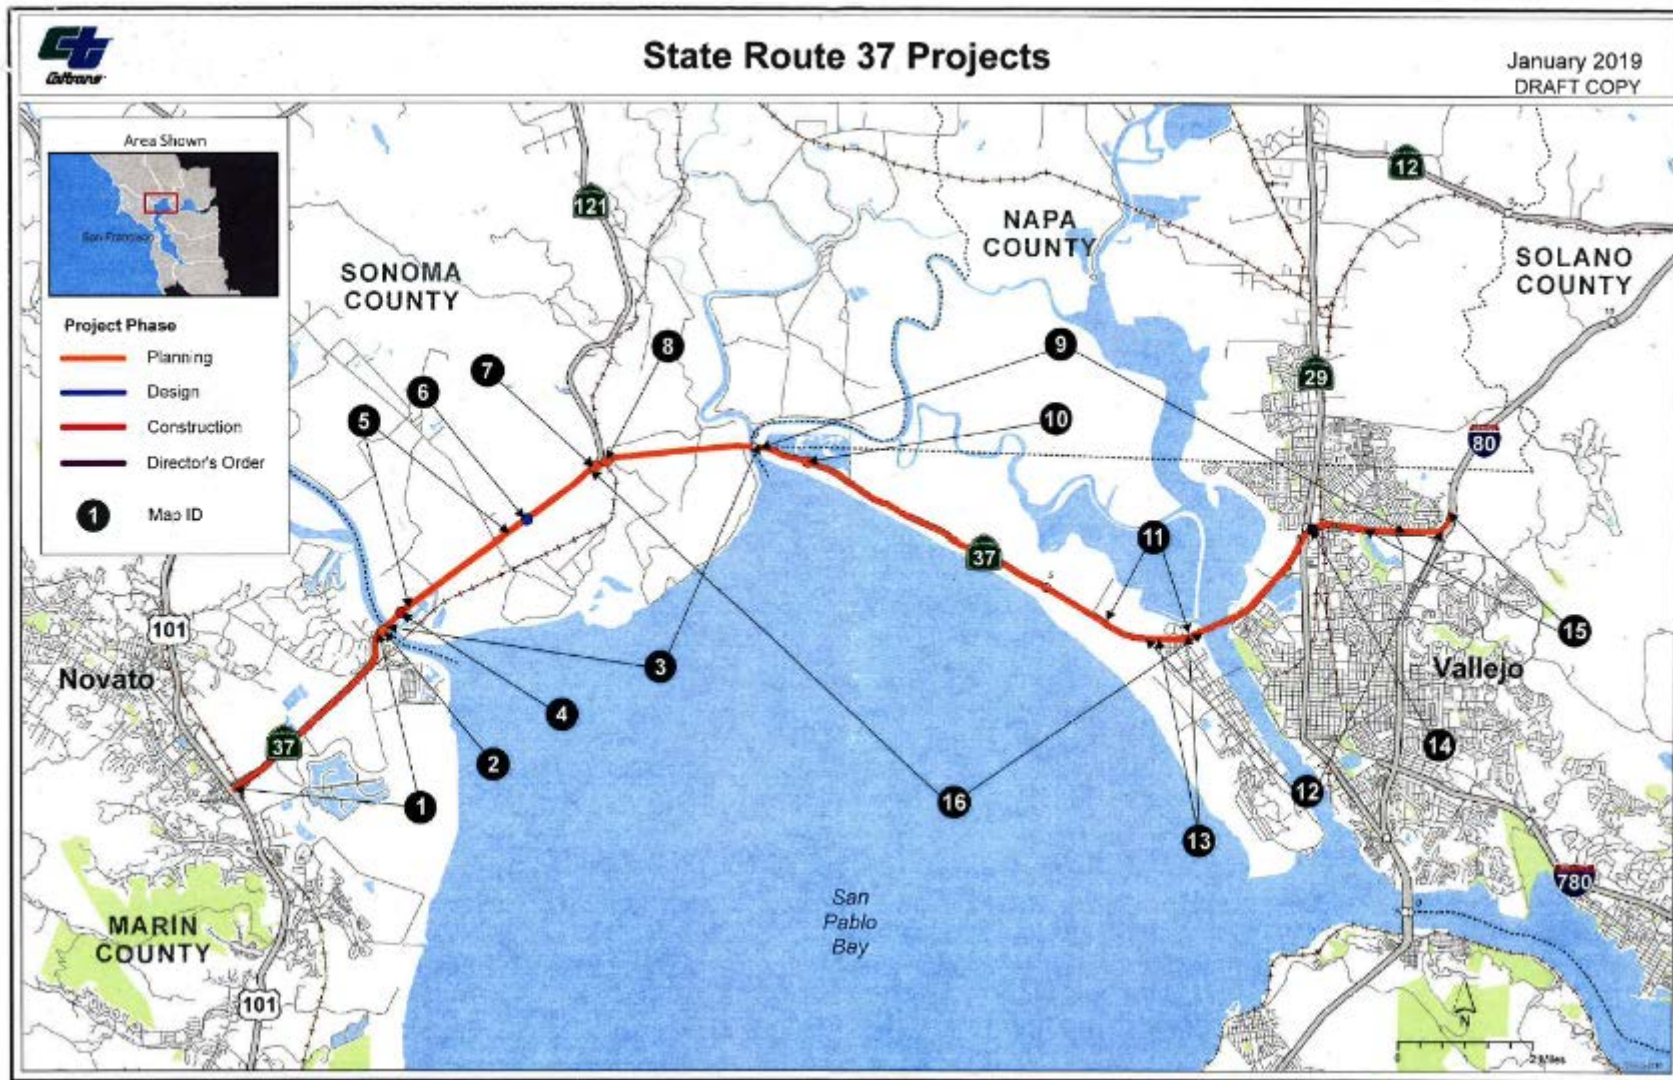 Caltrans
State Route 37 Projects
January 2019
DRAFT COPY
Area Shown
San Francisco
Project Phase
Planning
Design
Construction
Director's Order
1 Map ID
121
12
NAPA
COUNTY
SOLANO
COUNTY
SONOMA
COUNTY
8
9
7
29
6
5
10
80
11
37
5
101
15
3
Novato
Vallejo
4
37
14
2
12
16
1
13
780
San
Pablo
Bay
MARIN
COUNTY
101
N
0
2 Miles